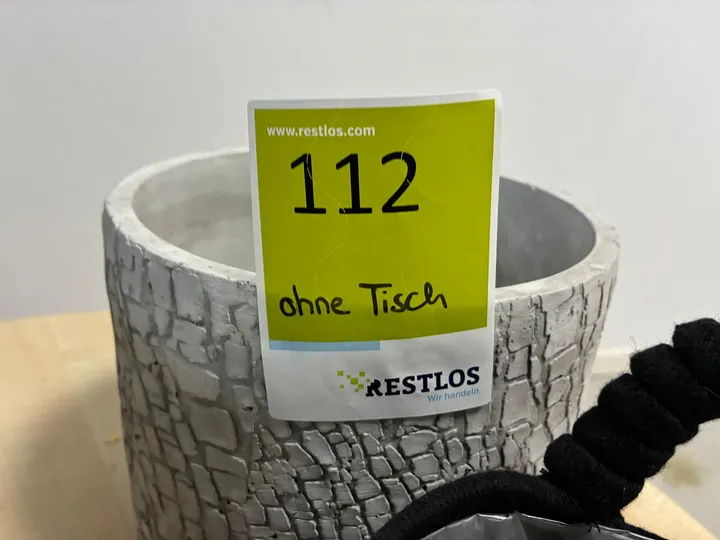 www.restlos.com
112
ohne Tisch
RESTLOS
Wir handeln.